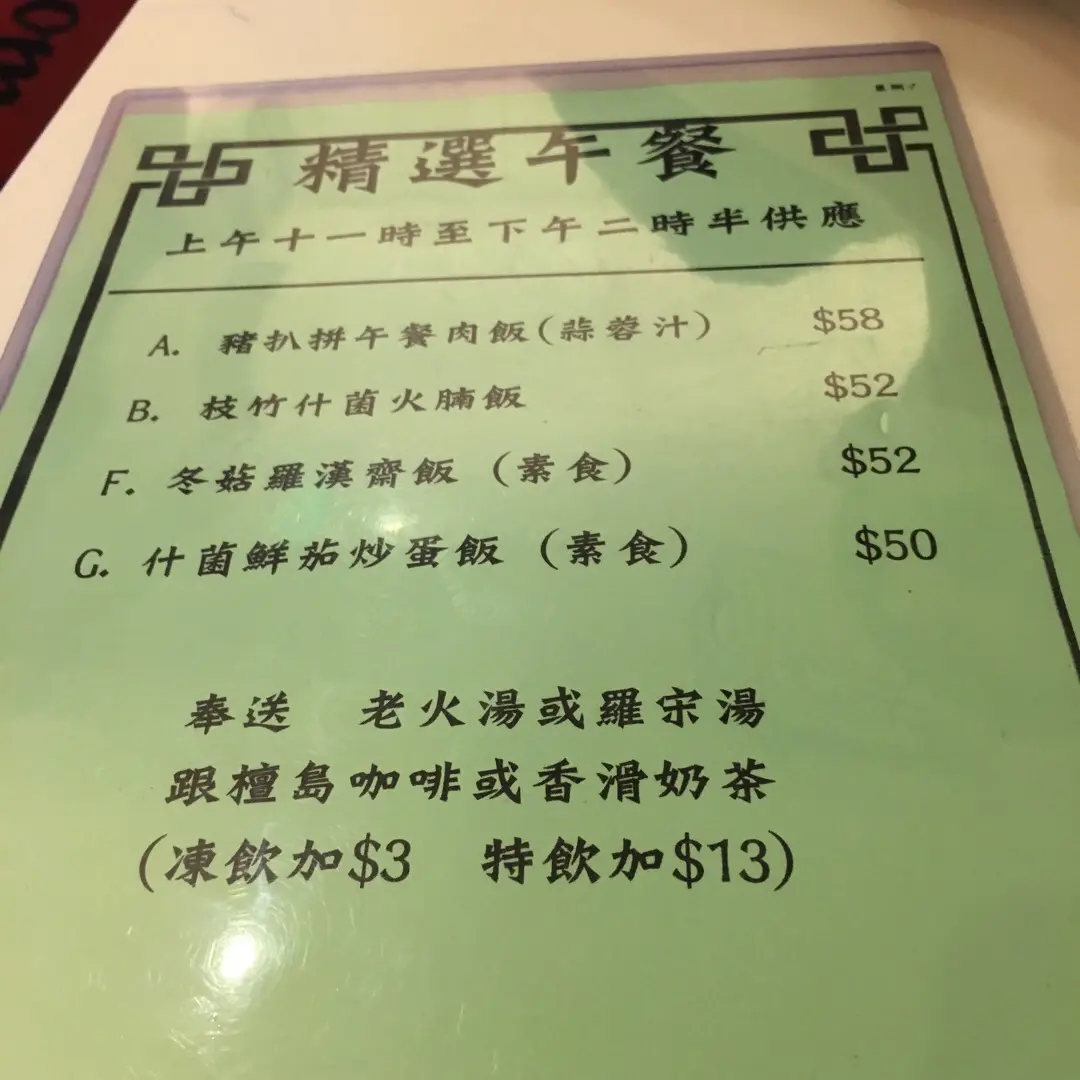 精選午餐
上午十一時至下午二時半供應
A. 豬扒拼午餐肉飯(蒜蓉汁) $58
B. 枝竹什菌火腩飯 $52
F. 冬菇羅漢齋飯 (素食) $52
G. 什菌鮮茄炒蛋飯 (素食) $50
奉送 老火湯或羅宋湯
跟檀島咖啡或香滑奶茶
(凍飲加$3 特飲加$13)